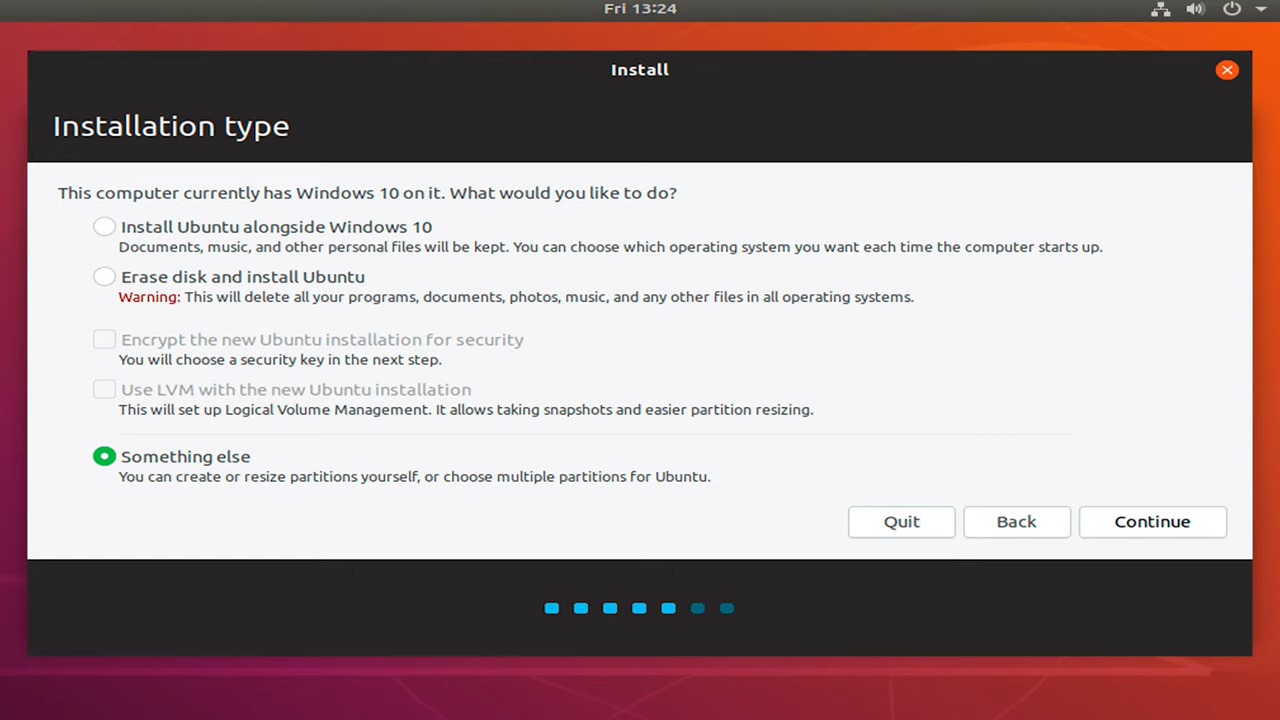 Fri 13:24
Install
Installation type
This computer currently has Windows 10 on it. What would you like to do?
Install Ubuntu alongside Windows 10
Documents, music, and other personal files will be kept. You can choose which operating system you want each time the computer starts up.
Erase disk and install Ubuntu
Warning: This will delete all your programs, documents, photos, music, and any other files in all operating systems.
Encrypt the new Ubuntu installation for security
You will choose a security key in the next step.
Use LVM with the new Ubuntu installation
This will set up Logical Volume Management. It allows taking snapshots and easier partition resizing.
Something else
You can create or resize partitions yourself, or choose multiple partitions for Ubuntu.
Quit Back Continue